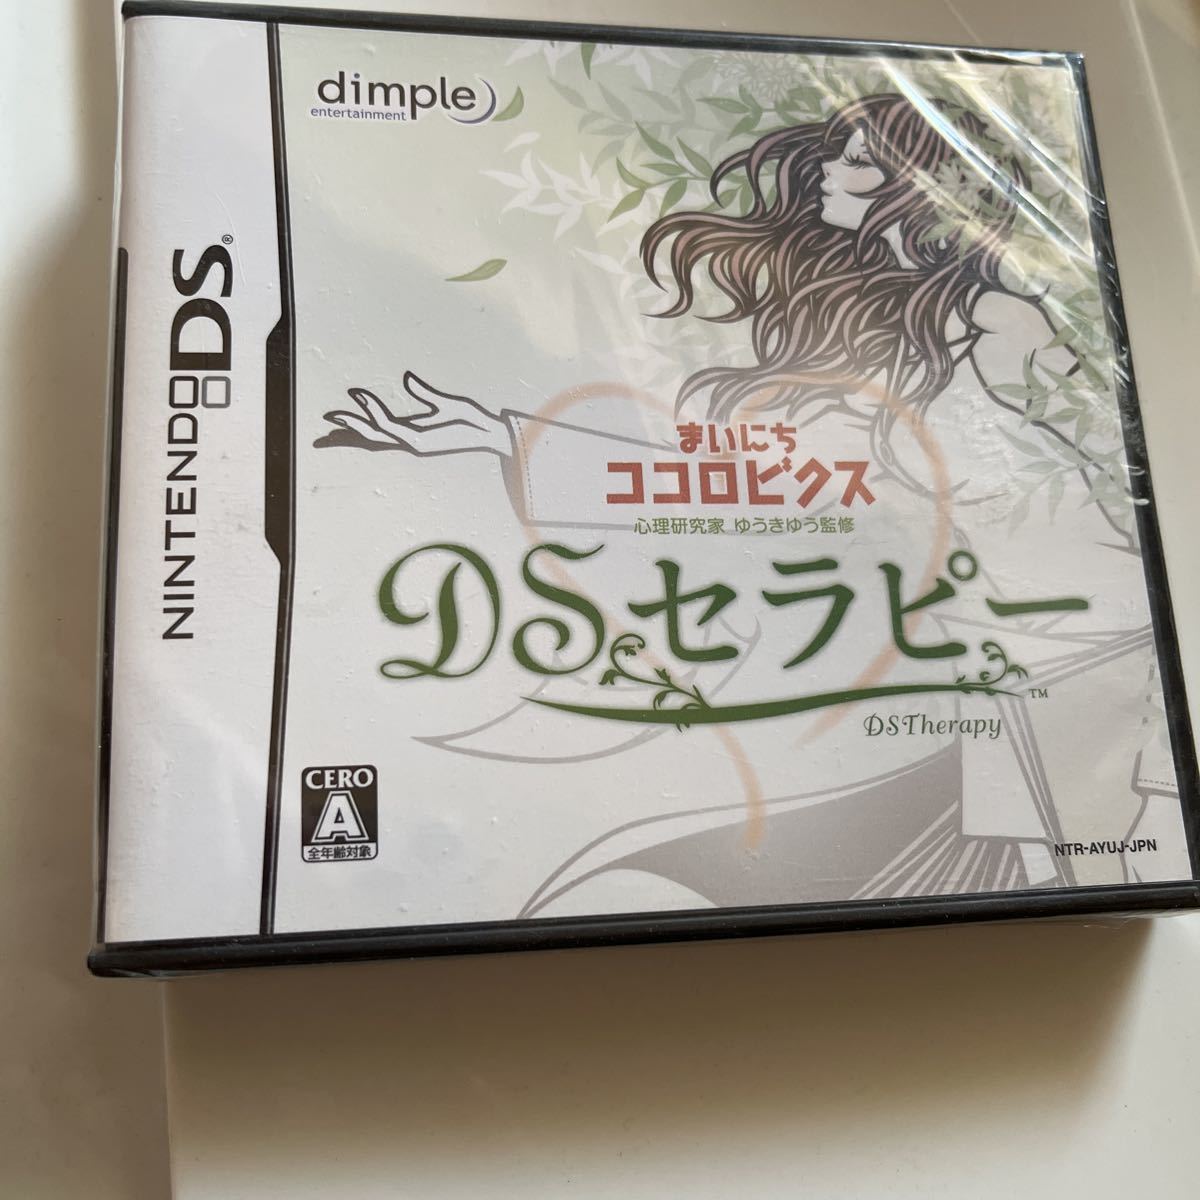 dimple
entertainment
NINTENDO DS®
まいにち
ココロビクス
心理研究家 ゆうきゆう監修
DSセラピー™
DSTherapy
CERO
A
全年齢対象
NTR-AYUJ-JPN